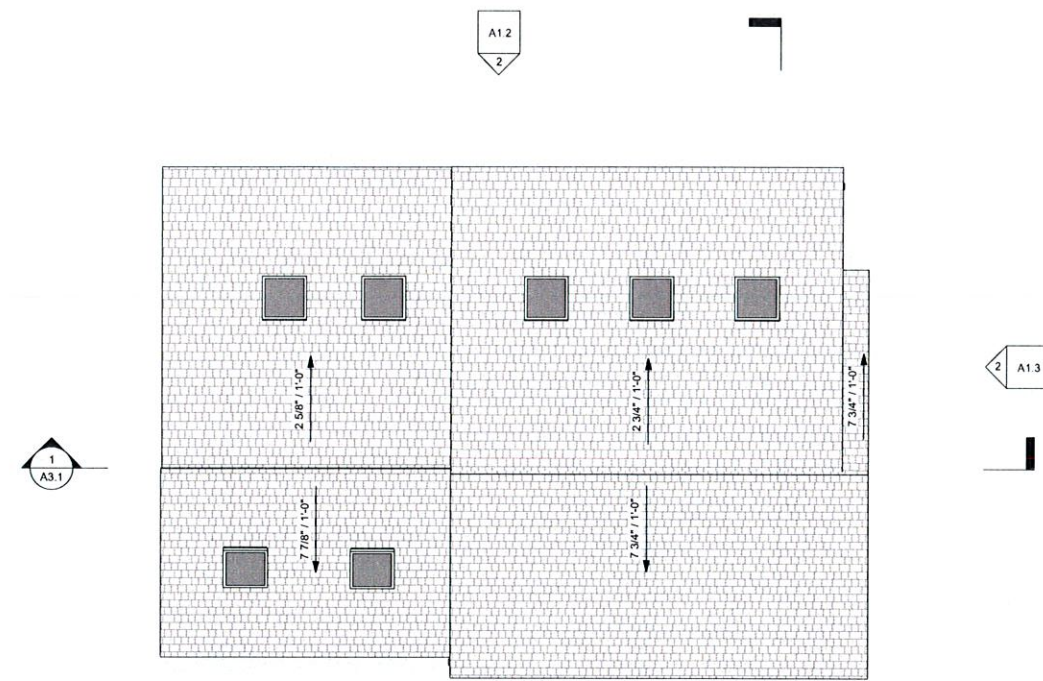 A1.2
2
2 5/8" / 1'-0"
2 3/4" / 1'-0"
7 3/4" / 1'-0"
2
A1.3
1
A3.1
7 7/8" / 1'-0"
7 3/4" / 1'-0"